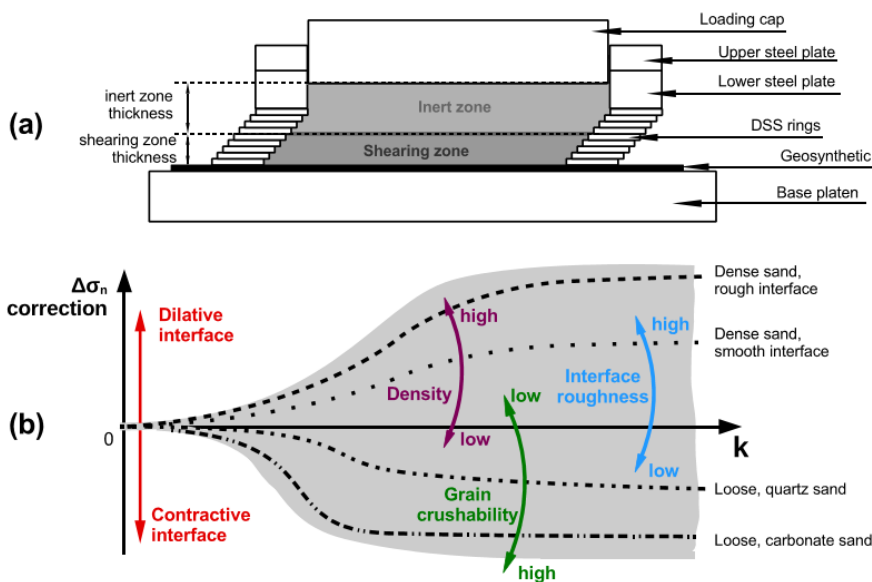 Loading cap
Upper steel plate
Lower steel plate
DSS rings
Geosynthetic
Base platen
inert zone
thickness
shearing zone
thickness
(a)
Inert zone
Shearing zone
Δσn
correction
Dilative
interface
Contractive
interface
(b)
0
high
Density
low
low
Grain
crushability
high
high
Interface
roughness
low
k
Dense sand,
rough interface
Dense sand,
smooth interface
Loose, quartz sand
Loose, carbonate sand